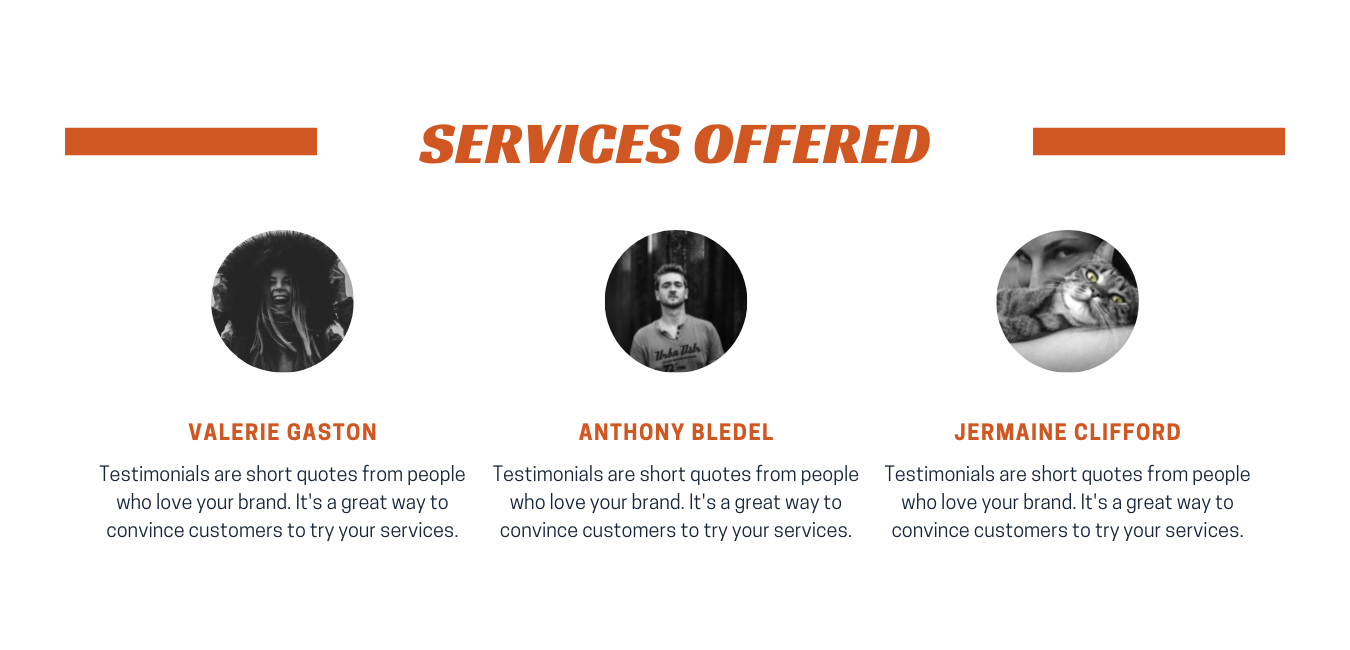 SERVICES OFFERED
VALERIE GASTON
Testimonials are short quotes from people
who love your brand. It's a great way to
convince customers to try your services.
ANTHONY BLEDEL
Testimonials are short quotes from people
who love your brand. It's a great way to
convince customers to try your services.
JERMAINE CLIFFORD
Testimonials are short quotes from people
who love your brand. It's a great way to
convince customers to try your services.